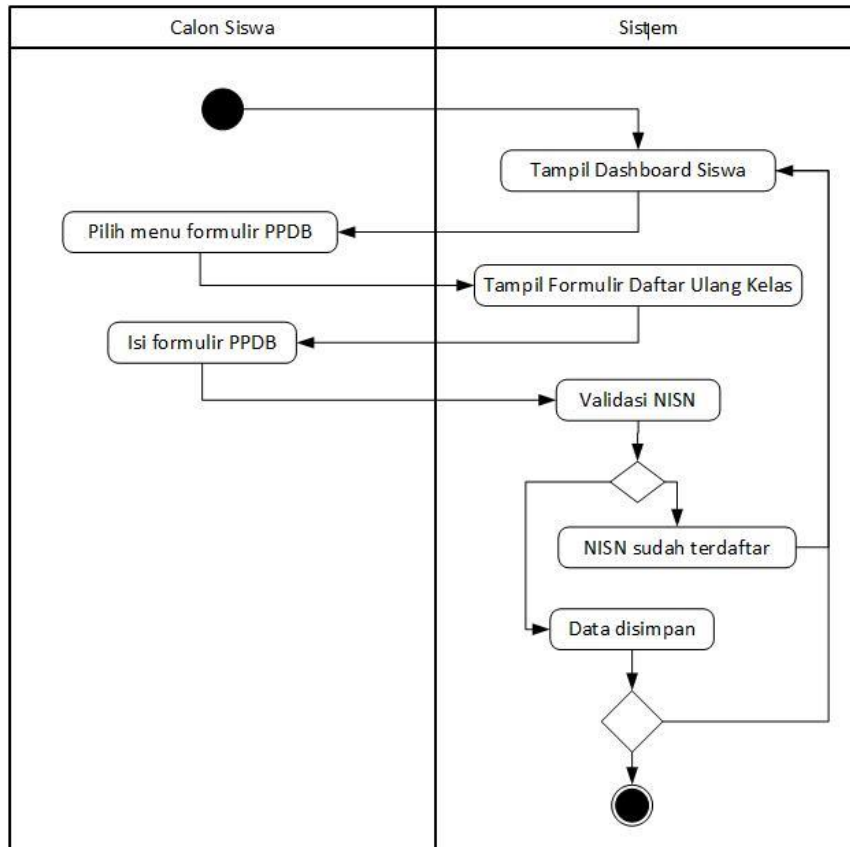 Calon Siswa
Sistem
Tampil Dashboard Siswa
Pilih menu formulir PPDB
Tampil Formulir Daftar Ulang Kelas
Isi formulir PPDB
Validasi NISN
NISN sudah terdaftar
Data disimpan